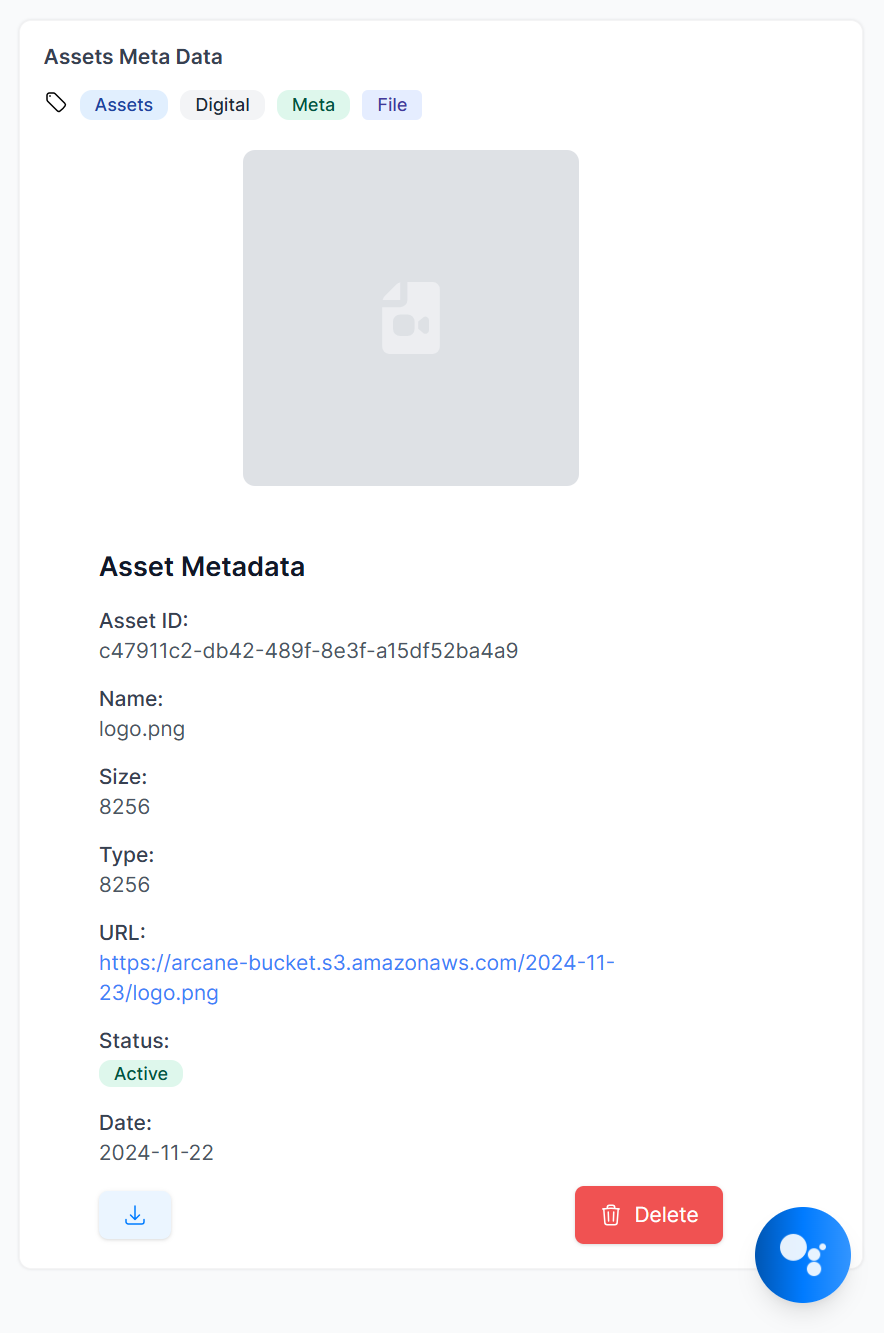 Assets Meta Data
Assets Digital Meta File
Asset Metadata
Asset ID:
c47911c2-db42-489f-8e3f-a15df52ba4a9
Name:
logo.png
Size:
8256
Type:
8256
URL:
https://arcane-bucket.s3.amazonaws.com/2024-11-
23/logo.png
Status:
Active
Date:
2024-11-22
Delete